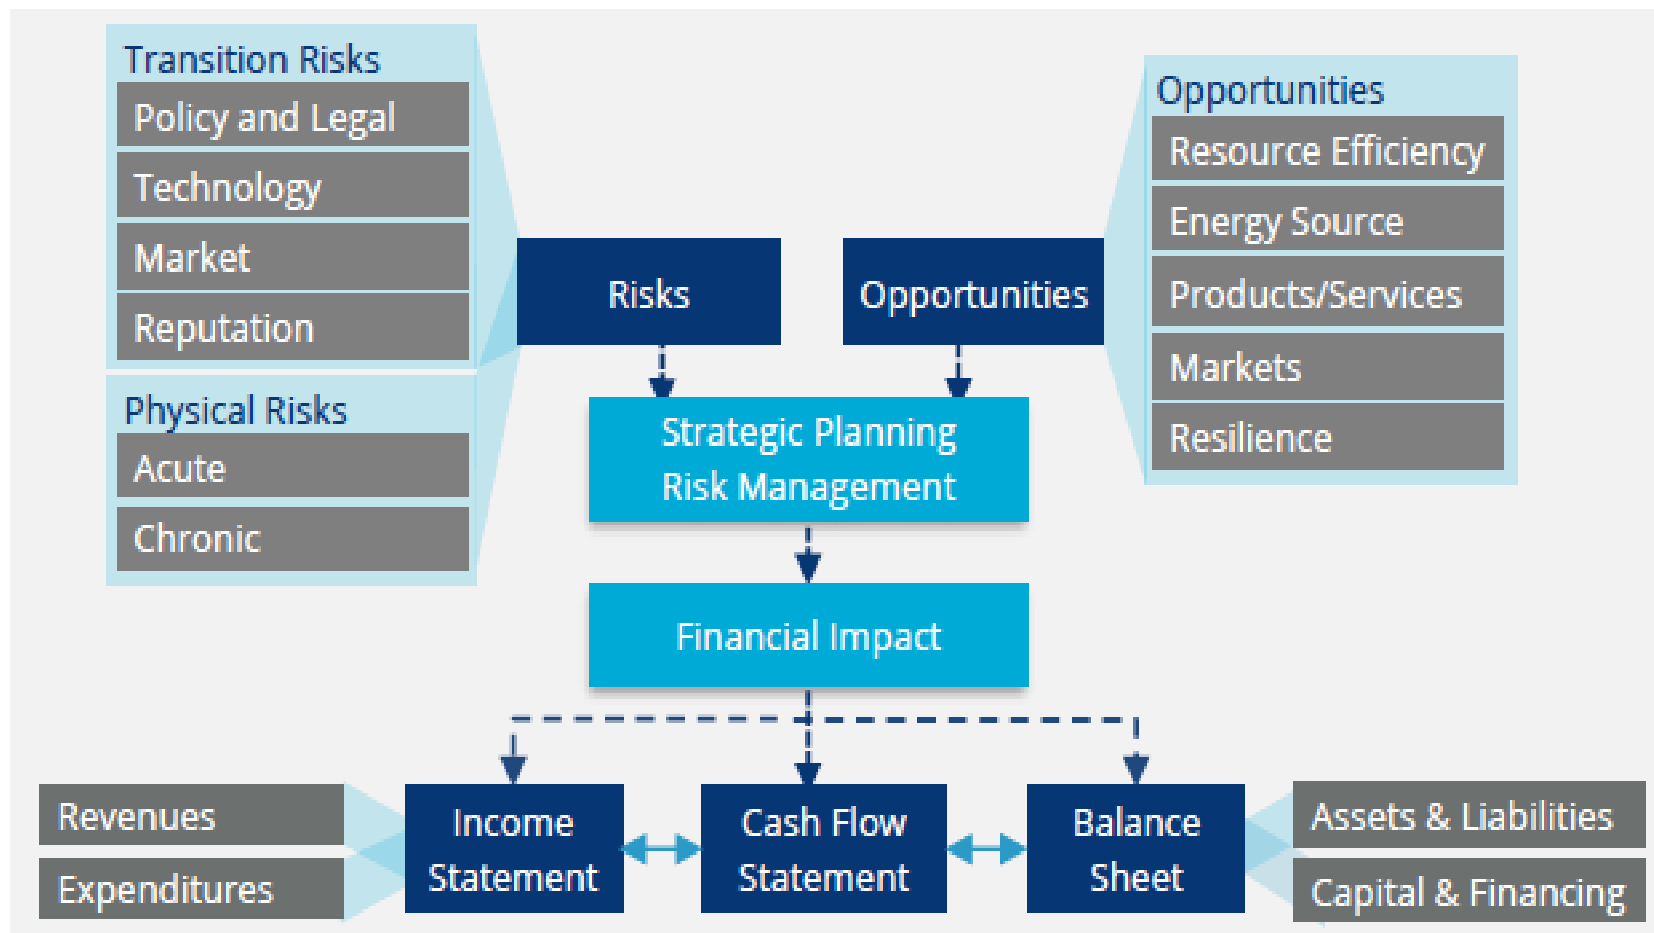 Transition Risks
Policy and Legal
Technology
Market
Reputation
Physical Risks
Acute
Chronic
Risks
Opportunities
Opportunities
Resource Efficiency
Energy Source
Products/Services
Markets
Resilience
Strategic Planning
Risk Management
Financial Impact
Revenues
Expenditures
Income
Statement
Cash Flow
Statement
Balance
Sheet
Assets & Liabilities
Capital & Financing